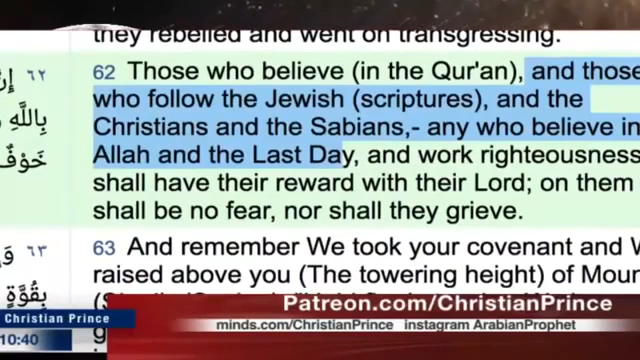 they rebelled and went on transgressing.
٦٢ إِنَّ
62 Those who believe (in the Qur'an), and those
بِاللَّهِ
who follow the Jewish (scriptures), and the
خَوْفٌ
Christians and the Sabians,- any who believe in
Allah and the Last Day, and work righteousness
shall have their reward with their Lord; on them
shall be no fear, nor shall they grieve.
٦٣
63 And remember We took your covenant and W
بِقُوَّةٍ
raised above you (The towering height) of Moun
Patreon.com/ChristianPrince
Christian Prince
minds.com/ChristianPrince instagram ArabianProphet
10:40